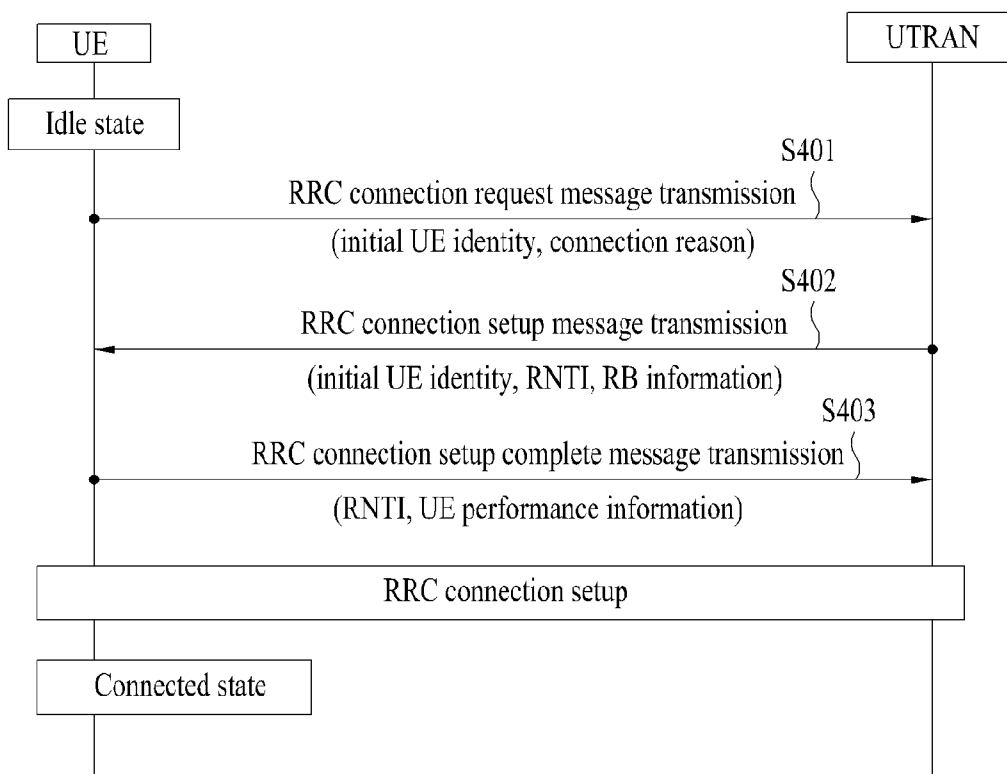 UE
UTRAN
Idle state
S401
RRC connection request message transmission
(initial UE identity, connection reason)
S402
RRC connection setup message transmission
(initial UE identity, RNTI, RB information)
S403
RRC connection setup complete message transmission
(RNTI, UE performance information)
RRC connection setup
Connected state